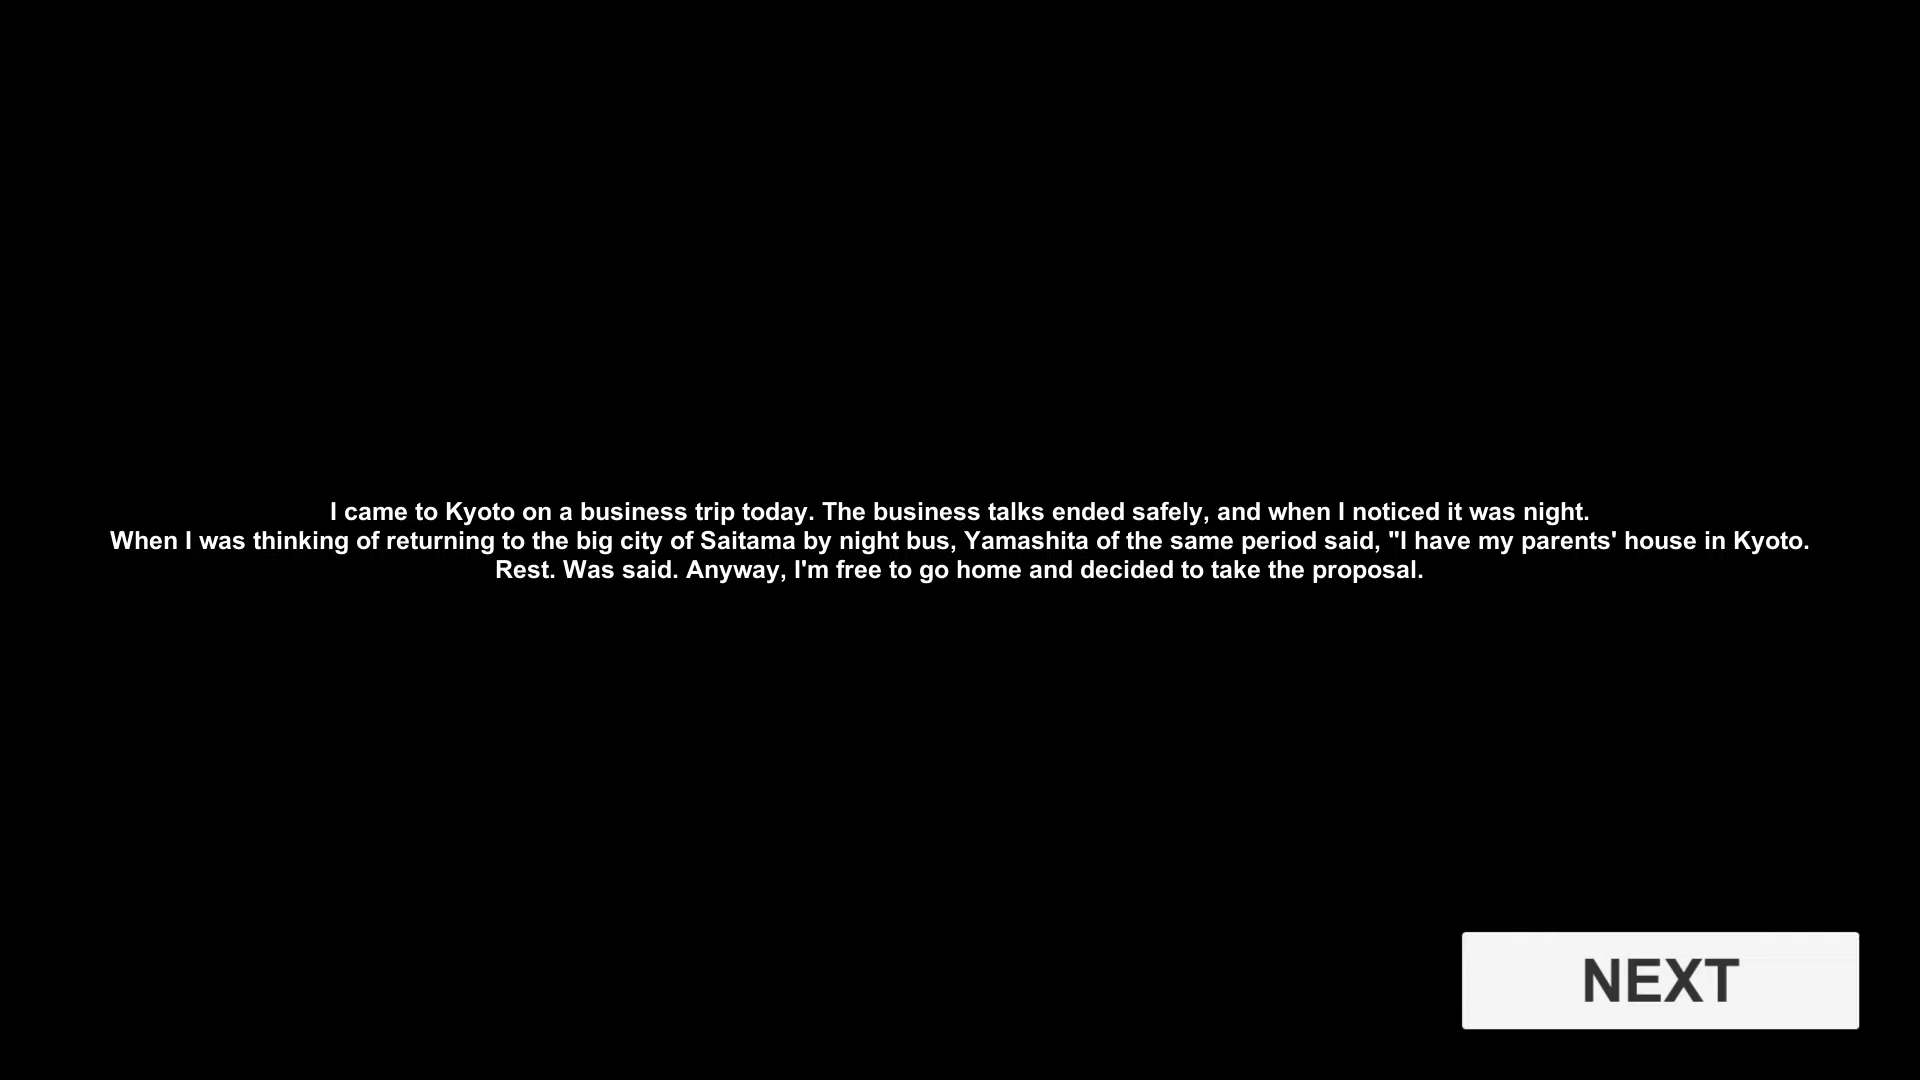 I came to Kyoto on a business trip today. The business talks ended safely, and when I noticed it was night.
When I was thinking of returning to the big city of Saitama by night bus, Yamashita of the same period said, "I have my parents' house in Kyoto.
Rest. Was said. Anyway, I'm free to go home and decided to take the proposal.
NEXT